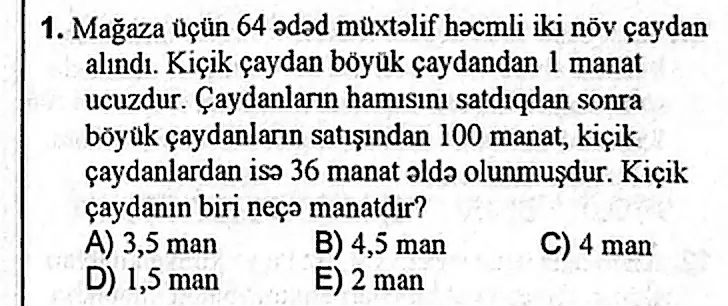 1. Mağaza üçün 64 ədəd müxtəlif həcmli iki növ çaydan
alındı. Kiçik çaydan böyük çaydandan 1 manat
ucuzdur. Çaydanların hamısını satdıqdan sonra
böyük çaydanların satışından 100 manat, kiçik
çaydanlardan isə 36 manat əldə olunmuşdur. Kiçik
çaydanın biri neçə manatdır?
A) 3,5 man B) 4,5 man C) 4 man
D) 1,5 man E) 2 man